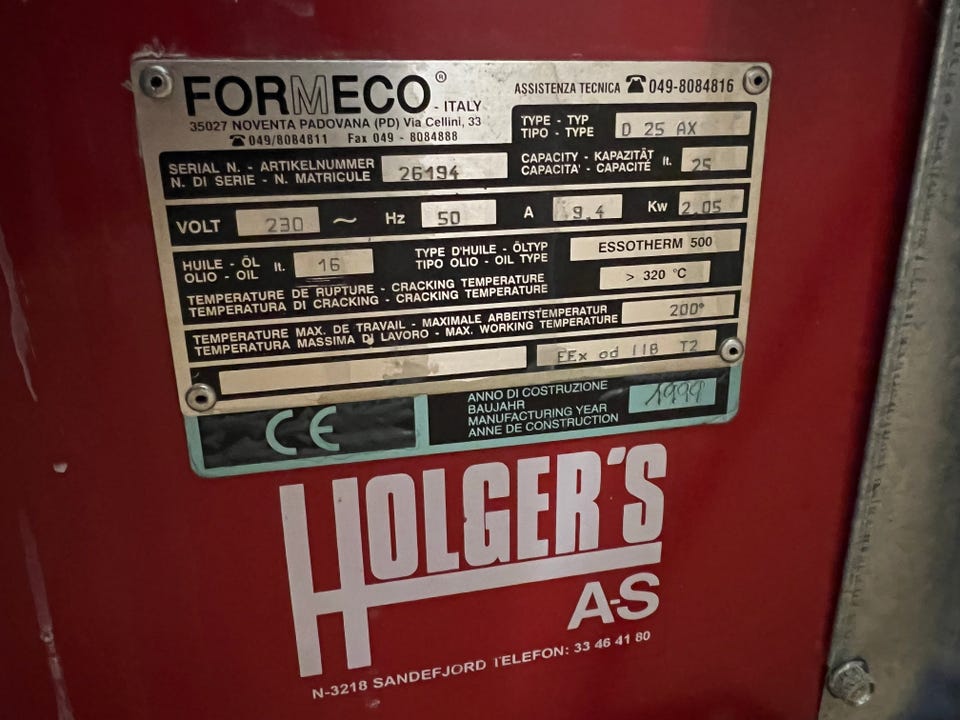 FORMECO® - ITALY
35027 NOVENTA PADOVANA (PD) Via Cellini, 33
☎ 049/8084811 Fax 049 - 8084888
ASSISTENZA TECNICA ☎ 049-8084816
TYPE - TYP
TIPO - TYPE D 25 AX
SERIAL N. - ARTIKELNUMMER
N. DI SERIE - N. MATRICULE 26194
CAPACITY - KAPAZITÄT
CAPACITA' - CAPACITÉ lt. 25
VOLT 230 ~ Hz 50 A 9.4 Kw 2.05
HUILE - ÖL
OLIO - OIL lt. 16
TYPE D'HUILE - ÖLTYP
TIPO OLIO - OIL TYPE ESSOTHERM 500
TEMPERATURE DE RUPTURE - CRACKING TEMPERATURE
TEMPERATURA DI CRACKING - CRACKING TEMPERATURE > 320 °C
TEMPERATURE MAX. DE TRAVAIL - MAXIMALE ARBEITSTEMPERATUR
TEMPERATURA MASSIMA DI LAVORO - MAX. WORKING TEMPERATURE 200°
EEx od IIB T2
CE
ANNO DI COSTRUZIONE
BAUJAHR
MANUFACTURING YEAR
ANNE DE CONSTRUCTION 1999
HOLGER'S
A-S
N-3218 SANDEFJORD TELEFON: 33 46 41 80